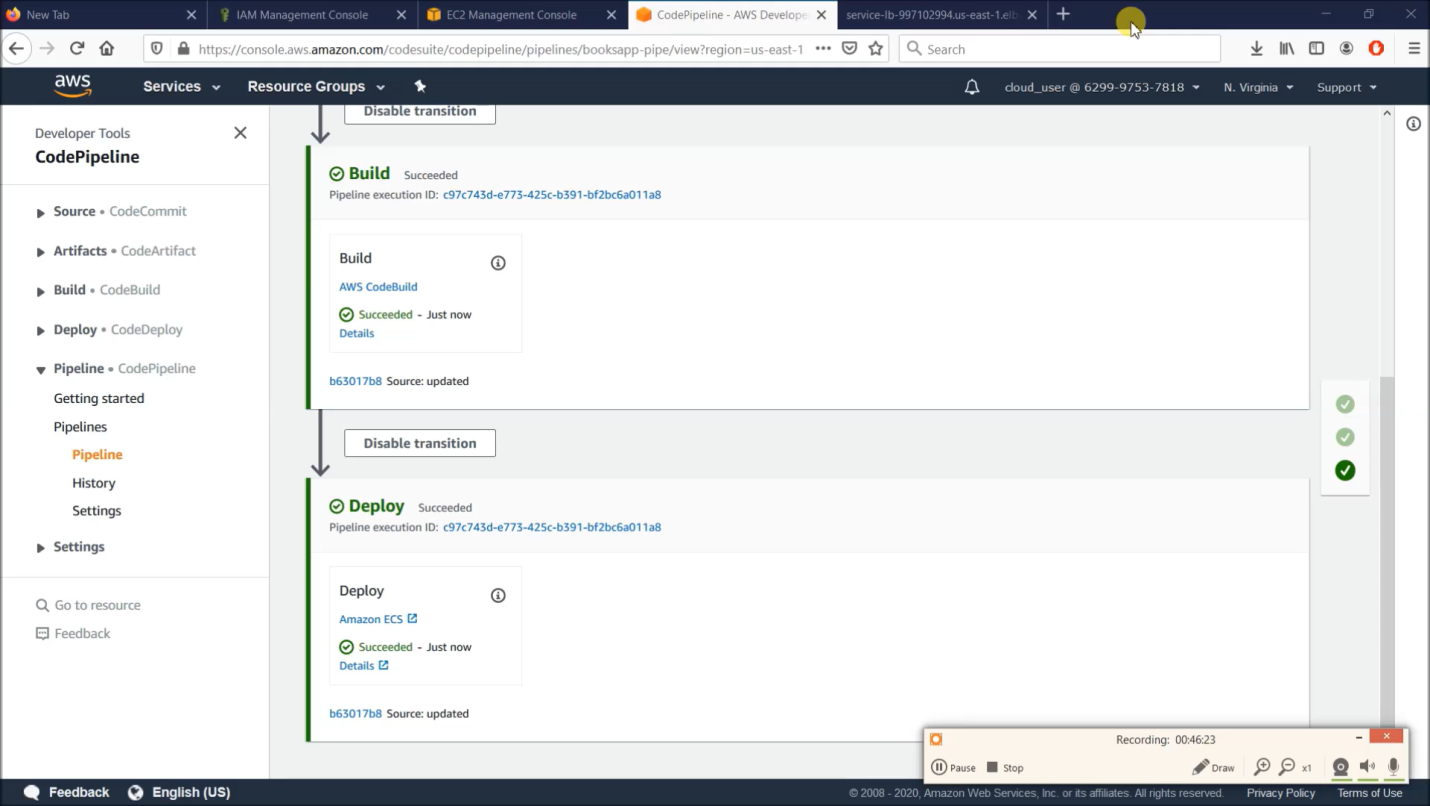 New Tab
IAM Management Console
EC2 Management Console
CodePipeline - AWS Develope
service-lb-997102994.us-east-1.elb
https://console.aws.amazon.com/codesuite/codepipeline/pipelines/booksapp-pipe/view?region=us-east-1
Search
aws
Services
Resource Groups
cloud_user @ 6299-9753-7818
N. Virginia
Support
Developer Tools
CodePipeline
Source • CodeCommit
Artifacts • CodeArtifact
Build • CodeBuild
Deploy • CodeDeploy
Pipeline • CodePipeline
Getting started
Pipelines
Pipeline
History
Settings
Settings
Go to resource
Feedback
Disable transition
Build Succeeded
Pipeline execution ID: c97c743d-e773-425c-b391-bf2bc6a011a8
Build
AWS CodeBuild
Succeeded - Just now
Details
b63017b8 Source: updated
Disable transition
Deploy Succeeded
Pipeline execution ID: c97c743d-e773-425c-b391-bf2bc6a011a8
Deploy
Amazon ECS
Succeeded - Just now
Details
b63017b8 Source: updated
Recording: 00:46:23
Pause
Stop
Draw
x1
Feedback
English (US)
© 2008 - 2020, Amazon Web Services, Inc. or its affiliates. All rights reserved.
Privacy Policy
Terms of Use